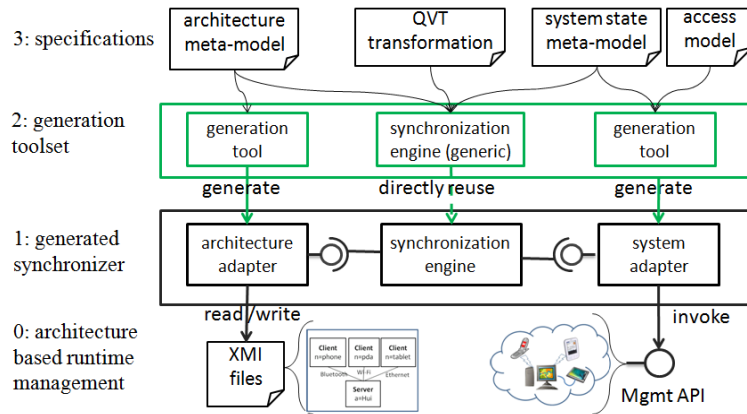 3: specifications
architecture
meta-model
QVT
transformation
system state
meta-model
access
model
2: generation
toolset
generation
tool
synchronization
engine (generic)
generation
tool
generate
directly reuse
generate
1: generated
synchronizer
architecture
adapter
synchronization
engine
system
adapter
read /write
invoke
0: architecture
based runtime
management
XMI
files
Client
n=phone
Client
n=pda
Client
n=tablet
Bluetooth
Wi-Fi
Ethernet
Server
a=Hui
Mgmt API